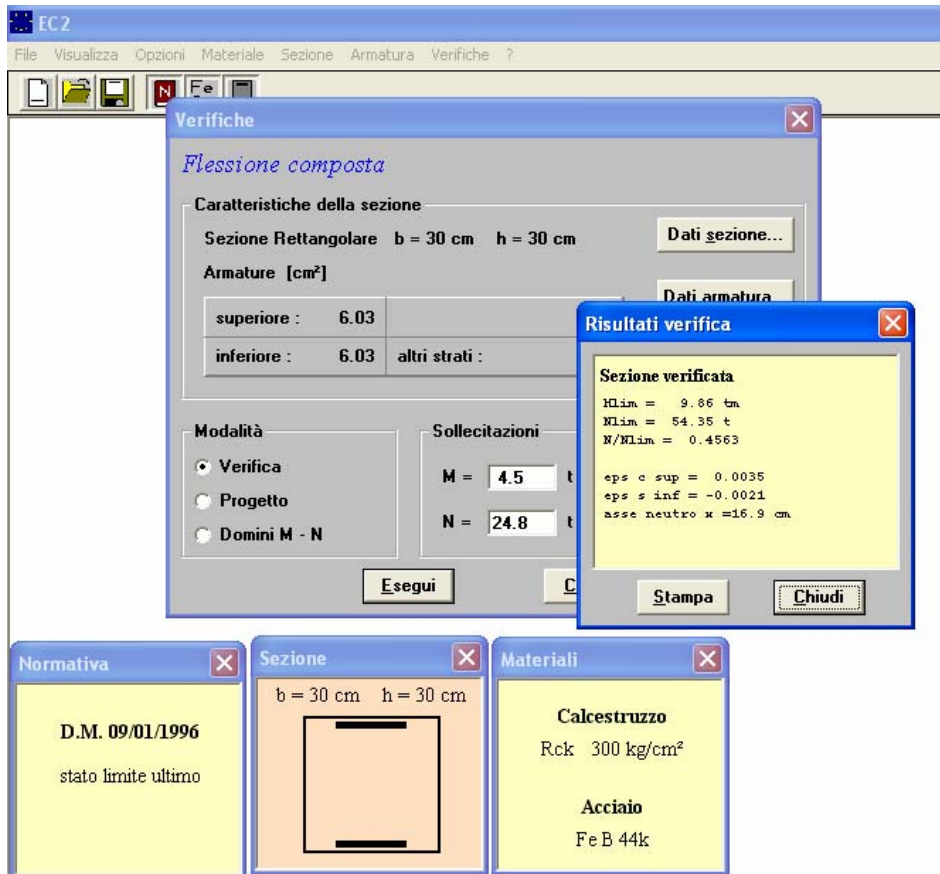 EC2
File Visualizza Opzioni Materiale Sezione Armatura Verifiche ?
N Fe
Verifiche
Flessione composta
Caratteristiche della sezione
Sezione Rettangolare b = 30 cm h = 30 cm
Dati sezione...
Armature [cm²]
Dati armatura
superiore : 6.03
inferiore : 6.03 altri strati :
Modalità
Verifica
Progetto
Domini M - N
Sollecitazioni
M = 4.5 t
N = 24.8 t
Esegui
C
Risultati verifica
Sezione verificata
Mlim = 9.86 tm
Nlim = 54.35 t
N/Nlim = 0.4563
eps c sup = 0.0035
eps s inf = -0.0021
asse neutro x =16.9 cm
Stampa
Chiudi
Normativa
D.M. 09/01/1996
stato limite ultimo
Sezione
b = 30 cm h = 30 cm
Materiali
Calcestruzzo
Rck 300 kg/cm²
Acciaio
Fe B 44k